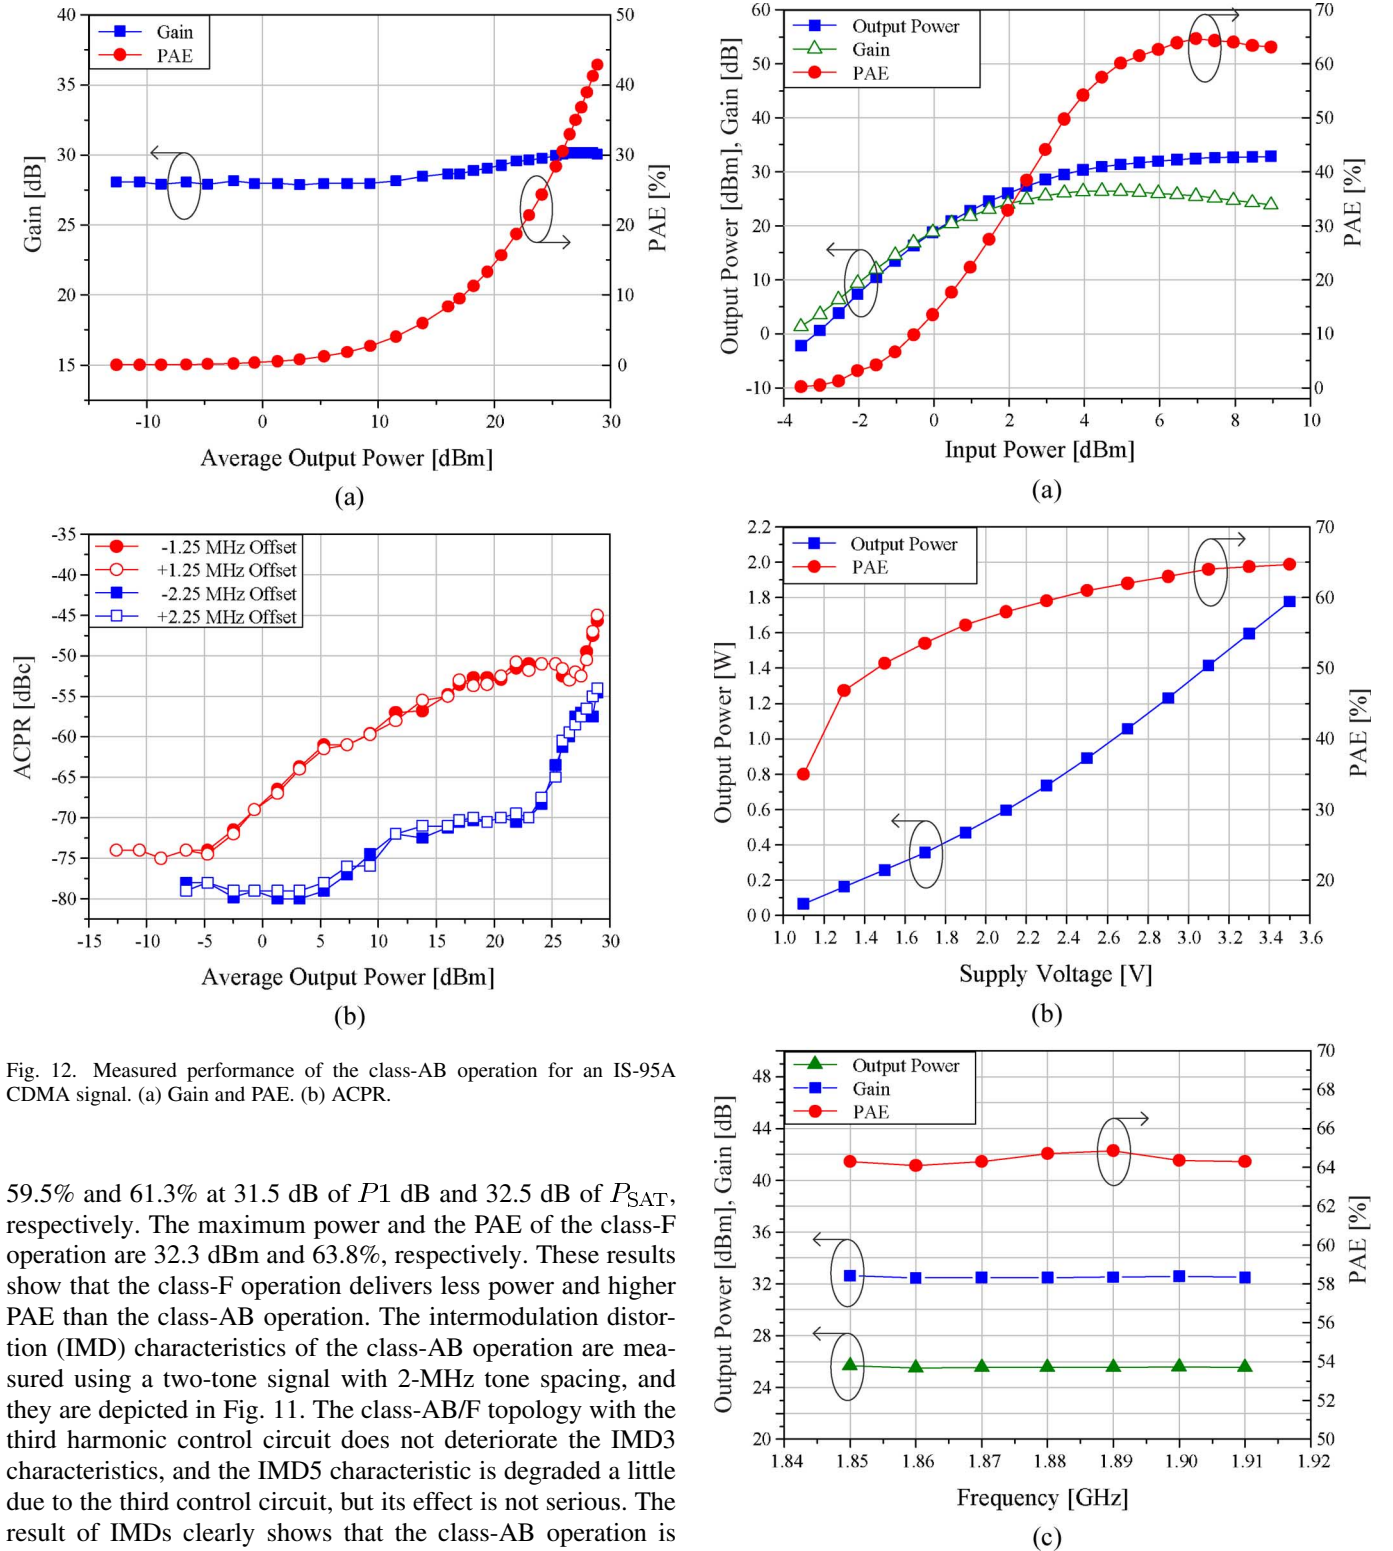 40
35
30
25
20
15
50
40
30
20
10
0
Gain
PAE
Gain [dB]
PAE [%]
-10 0 10 20 30
Average Output Power [dBm]
(a)
-35
-40
-45
-50
-55
-60
-65
-70
-75
-80
-1.25 MHz Offset
+1.25 MHz Offset
-2.25 MHz Offset
+2.25 MHz Offset
ACPR [dBc]
-15 -10 -5 0 5 10 15 20 25 30
Average Output Power [dBm]
(b)
Fig. 12. Measured performance of the class-AB operation for an IS-95A
CDMA signal. (a) Gain and PAE. (b) ACPR.
59.5% and 61.3% at 31.5 dB of P1 dB and 32.5 dB of PSAT,
respectively. The maximum power and the PAE of the class-F
operation are 32.3 dBm and 63.8%, respectively. These results
show that the class-F operation delivers less power and higher
PAE than the class-AB operation. The intermodulation distor-
tion (IMD) characteristics of the class-AB operation are mea-
sured using a two-tone signal with 2-MHz tone spacing, and
they are depicted in Fig. 11. The class-AB/F topology with the
third harmonic control circuit does not deteriorate the IMD3
characteristics, and the IMD5 characteristic is degraded a little
due to the third control circuit, but its effect is not serious. The
result of IMDs clearly shows that the class-AB operation is
60
50
40
30
20
10
0
-10
70
60
50
40
30
20
10
0
Output Power
Gain
PAE
Output Power [dBm], Gain [dB]
PAE [%]
-4 -2 0 2 4 6 8 10
Input Power [dBm]
(a)
2.2
2.0
1.8
1.6
1.4
1.2
1.0
0.8
0.6
0.4
0.2
0 0
70
60
50
40
30
20
Output Power
PAE
Output Power [W]
PAE [%]
1.0 1.2 1.4 1.6 1.8 2.0 2.2 2.4 2.6 2.8 3.0 3.2 3.4 3.6
Supply Voltage [V]
(b)
48
44
40
36
32
28
24
20
70
68
66
64
62
60
58
56
54
52
50
Output Power
Gain
PAE
Output Power [dBm], Gain [dB]
PAE [%]
1.84 1.85 1.86 1.87 1.88 1.89 1.90 1.91 1.92
Frequency [GHz]
(c)